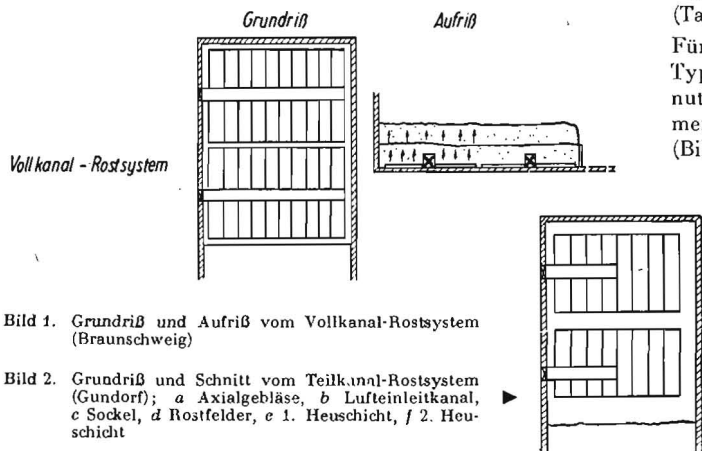 Grundriß
Aufriß
Vollkanal-Rostsystem
(Ta
Für
Typ
nut
me
(Bi
Bild 1. Grundriß und Aufriß vom Vollkanal-Rostsystem
(Braunschweig)
Bild 2. Grundriß und Schnitt vom Teilkanal-Rostsystem
(Gundorf); a Axialgebläse, b Lufteinleitkanal,
c Sockel, d Rostfelder, e 1. Heuschicht, f 2. Heu-
schicht